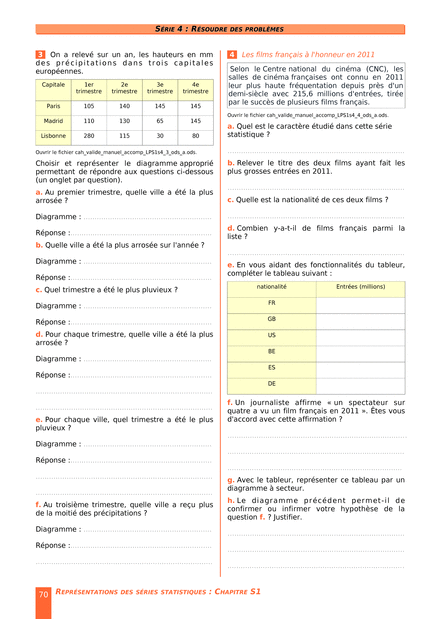 SÉRIE 4 : RÉSOUDRE DES PROBLÈMES
3 On a relevé sur un an, les hauteurs en mm
des précipitations dans trois capitales
européennes.
Capitale 1er trimestre 2e trimestre 3e trimestre 4e trimestre
Paris 105 140 145 145
Madrid 110 130 65 145
Lisbonne 280 115 30 80
Ouvrir le fichier cah_velide_manuel_accomp_LPS1s4_3_ods_a.ods.
Choisir et représenter le diagramme approprié
permettant de répondre aux questions ci-dessous
(un onglet par question).
a. Au premier trimestre, quelle ville a été la plus
arrosée ?
Diagramme : ........................................
Réponse : ........................................
b. Quelle ville a été la plus arrosée sur l'année ?
Diagramme : ........................................
Réponse : ........................................
c. Quel trimestre a été le plus pluvieux ?
Diagramme : ........................................
Réponse : ........................................
d. Pour chaque trimestre, quelle ville a été la plus
arrosée ?
Diagramme : ........................................
Réponse : ........................................
e. Pour chaque ville, quel trimestre a été le plus
pluvieux ?
Diagramme : ........................................
Réponse : ........................................
f. Au troisième trimestre, quelle ville a reçu plus
de la moitié des précipitations ?
Diagramme : ........................................
Réponse : ........................................
4 Les films français à l'honneur en 2011
Selon le Centre national du cinéma (CNC), les
salles de cinéma françaises ont connu en 2011
leur plus haute fréquentation depuis près d'un
demi-siècle avec 215,6 millions d'entrées, tirée
par le succès de plusieurs films français.
Ouvrir le fichier cah_velide_manuel_accomp_LPS1s4_4_ods_a.ods.
a. Quel est le caractère étudié dans cette série
statistique ?
b. Relever le titre des deux films ayant fait les
plus grosses entrées en 2011.
c. Quelle est la nationalité de ces deux films ?
d. Combien y-a-t-il de films français parmi la
liste ?
e. En vous aidant des fonctionnalités du tableur,
compléter le tableau suivant :
nationalité Entrées (millions)
FR
GB
US
BE
ES
DE
f. Un journaliste affirme « un spectateur sur
quatre a vu un film français en 2011 ». Êtes vous
d'accord avec cette affirmation ?
g. Avec le tableur, représenter ce tableau par un
diagramme à secteur.
h. Le diagramme précédent permet-il de
confirmer ou infirmer votre hypothèse de la
question f. ? Justifier.
70 REPRÉSENTATIONS DES SÉRIES STATISTIQUES : CHAPITRE S1